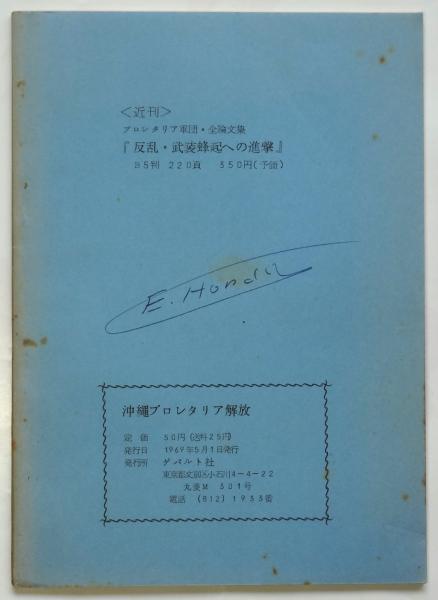 ＜近刊＞
プロレタリア軍団・全論文集
『反乱・武装蜂起への進撃』
B5判 220頁 350円(予価)
E. Honda
沖縄プロレタリア解放
定価 50円(送料25円)
発行日 1969年5月1日発行
発行所 ゲバルト社
東京都文京区小石川4-4-22
丸菱M 301号
電話 (812) 1933番